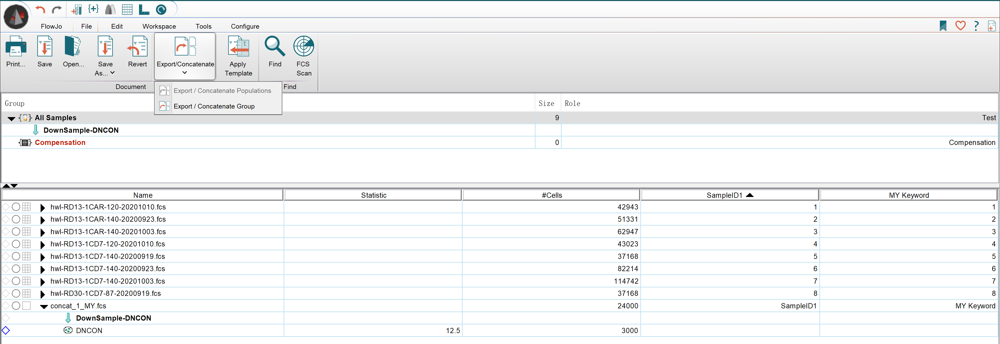 FlowJo File Edit Workspace Tools Configure
Print... Save Open... Save As... Revert Export/Concatenate Apply Template Find FCS Scan
Document Find
Export / Concatenate Populations
Export / Concatenate Group
Group Size Role
All Samples 9 Test
DownSample-DNCON
Compensation 0 Compensation
Name Statistic #Cells SampleID1 MY Keyword
hwl-RD13-1CAR-120-20201010.fcs 42943 1 1
hwl-RD13-1CAR-140-20200923.fcs 51331 2 2
hwl-RD13-1CAR-140-20201003.fcs 62947 3 3
hwl-RD13-1CD7-120-20201010.fcs 43023 4 4
hwl-RD13-1CD7-140-20200919.fcs 37168 5 5
hwl-RD13-1CD7-140-20200923.fcs 82214 6 6
hwl-RD13-1CD7-140-20201003.fcs 114742 7 7
hwl-RD30-1CD7-87-20200919.fcs 37168 8 8
concat_1_MY.fcs 24000 SampleID1 MY Keyword
DownSample-DNCON
DNCON 12.5 3000